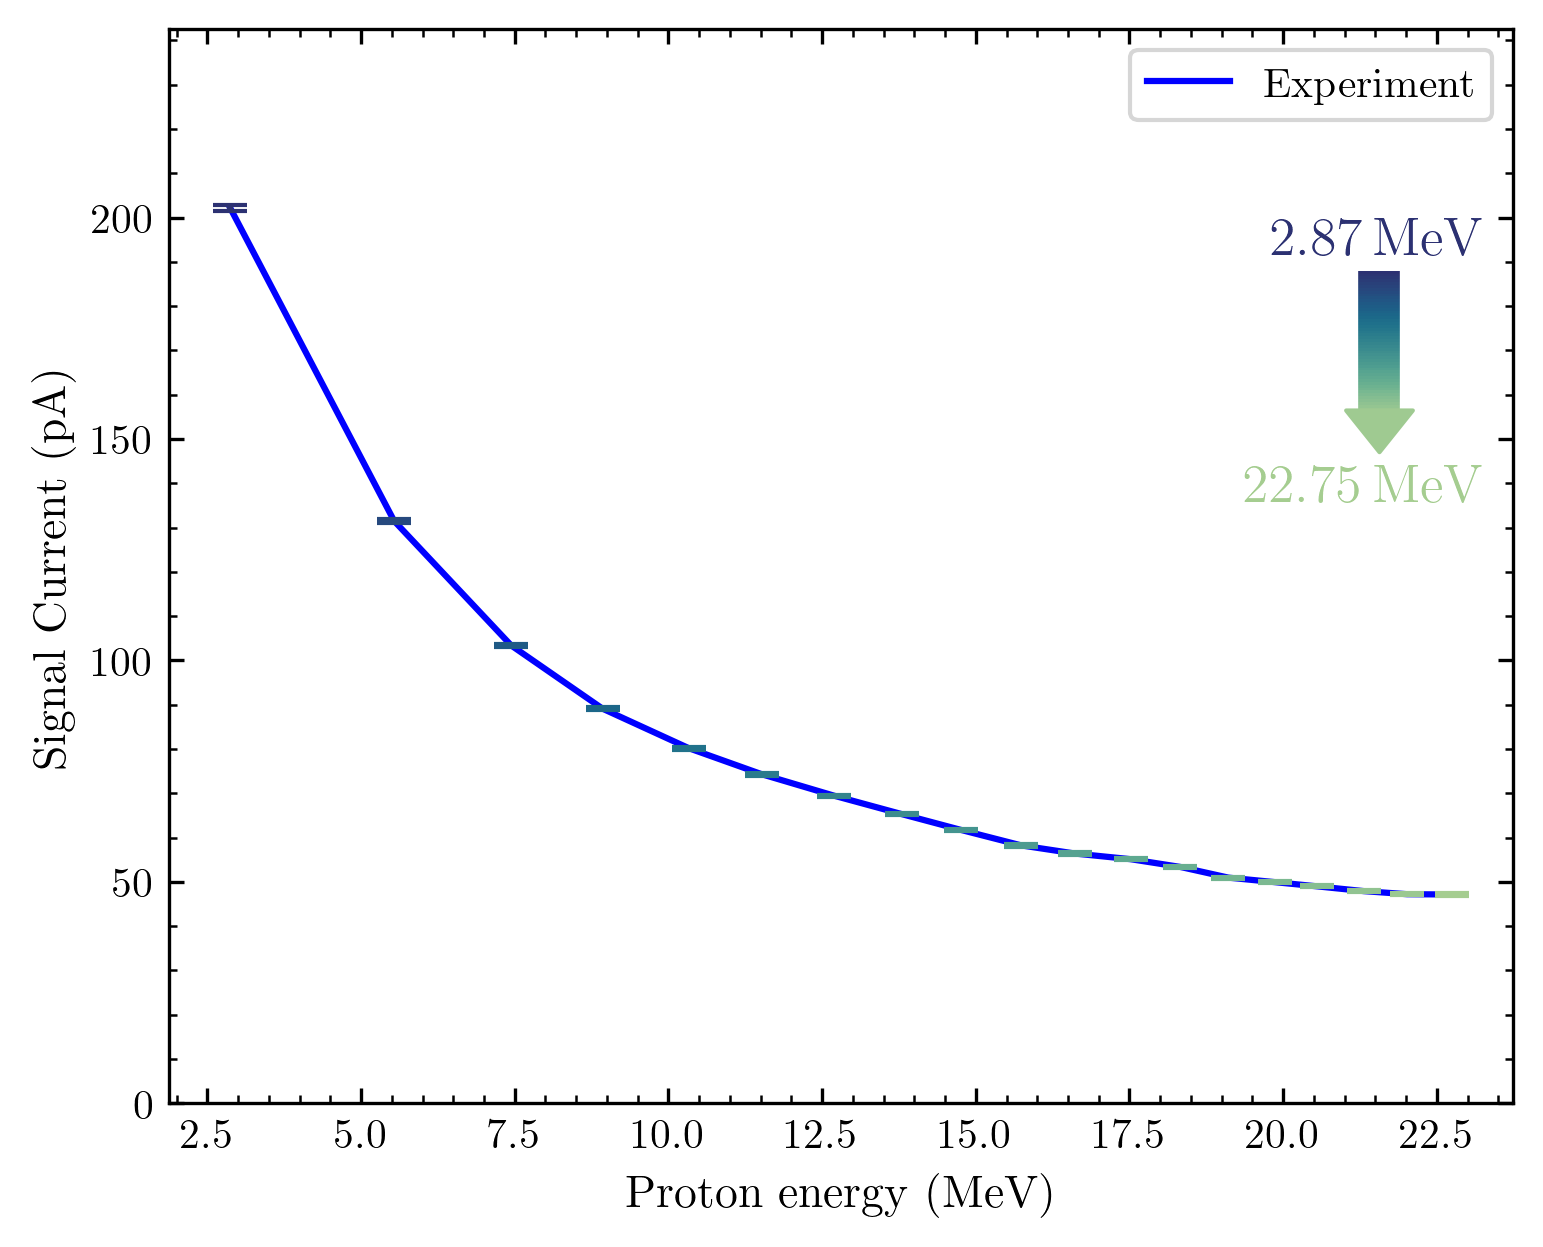 Experiment
2.87 MeV
22.75 MeV
Signal Current (pA)
200
150
100
50
0
2.5 5.0 7.5 10.0 12.5 15.0 17.5 20.0 22.5
Proton energy (MeV)